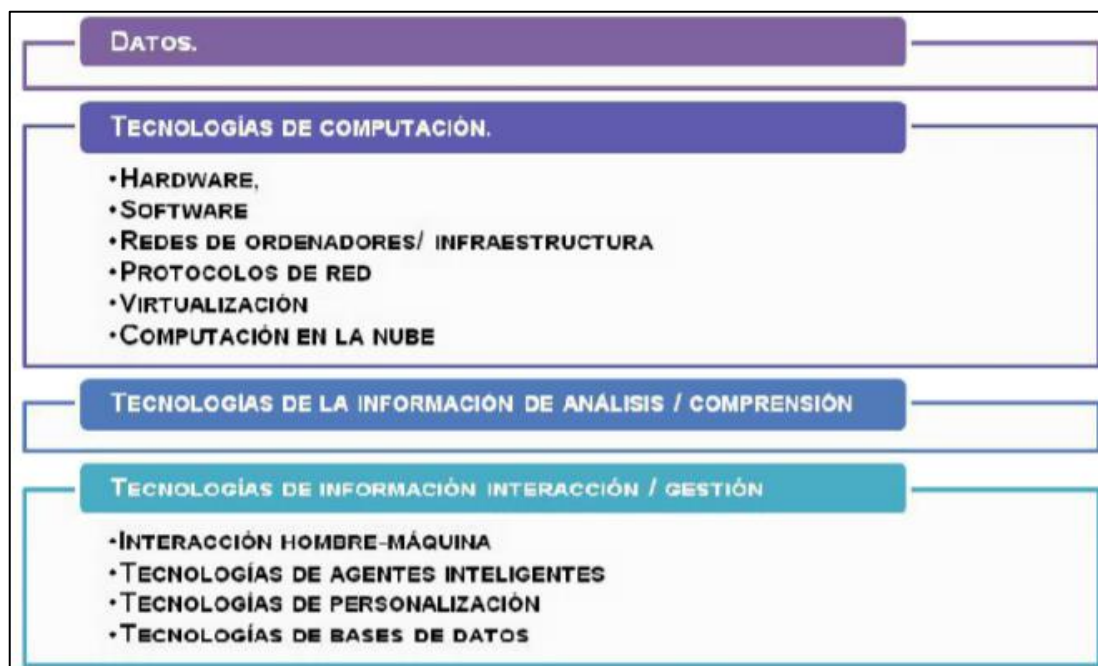 DATOS.
TECNOLOGÍAS DE COMPUTACIÓN.
•HARDWARE,
•SOFTWARE
•REDES DE ORDENADORES/ INFRAESTRUCTURA
•PROTOCOLOS DE RED
•VIRTUALIZACIÓN
•COMPUTACIÓN EN LA NUBE
TECNOLOGÍAS DE LA INFORMACIÓN DE ANÁLISIS / COMPRENSIÓN
TECNOLOGÍAS DE INFORMACIÓN INTERACCIÓN / GESTIÓN
•INTERACCIÓN HOMBRE-MÁQUINA
•TECNOLOGÍAS DE AGENTES INTELIGENTES
•TECNOLOGÍAS DE PERSONALIZACIÓN
•TECNOLOGÍAS DE BASES DE DATOS